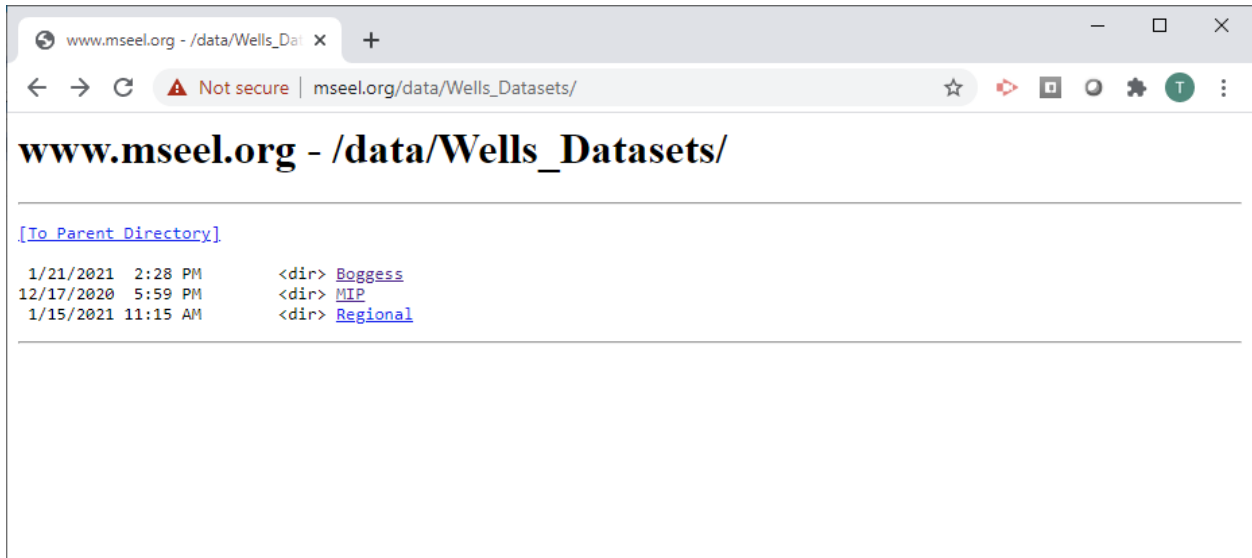 www.mseel.org - /data/Wells_Dat
Not secure | mseel.org/data/Wells_Datasets/
T
www.mseel.org - /data/Wells_Datasets/
[To Parent Directory]
1/21/2021 2:28 PM <dir> Boggess
12/17/2020 5:59 PM <dir> MIP
1/15/2021 11:15 AM <dir> Regional